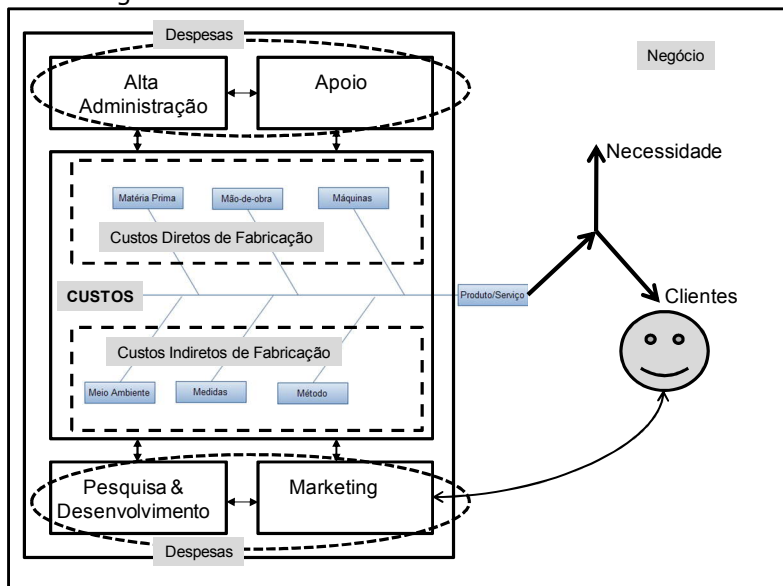 Despesas
Negócio
Alta
Administração
Apoio
Necessidade
Matéria Prima
Mão-de-obra
Máquinas
Custos Diretos de Fabricação
CUSTOS
Produto/Serviço
Clientes
Custos Indiretos de Fabricação
Meio Ambiente
Medidas
Método
Pesquisa &
Desenvolvimento
Marketing
Despesas